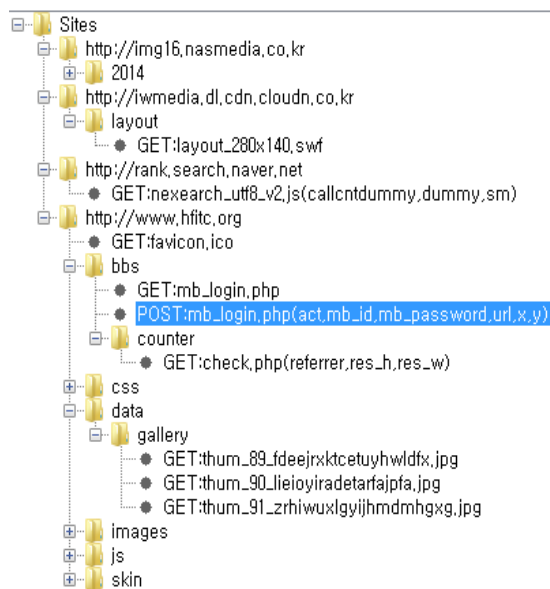 Sites
http://img16.nasmedia.co.kr
2014
http://iwmedia.dl.cdn.cloudn.co.kr
layout
GET:layout_280x140.swf
http://rank.search.naver.net
GET:nexearch_utf8_v2.js(callcntdummy,dummy,sm)
http://www.hfitc.org
GET:favicon.ico
bbs
GET:mb_login.php
POST:mb_login.php(act,mb_id,mb_password,url,x,y)
counter
GET:check.php(referrer,res_h,res_w)
css
data
gallery
GET:thum_89_fdeejrxktcetuyhwldfx.jpg
GET:thum_90_lieioyiradetarfajpfa.jpg
GET:thum_91_zrhiwuxlgyijhmdmhgxg.jpg
images
js
skin